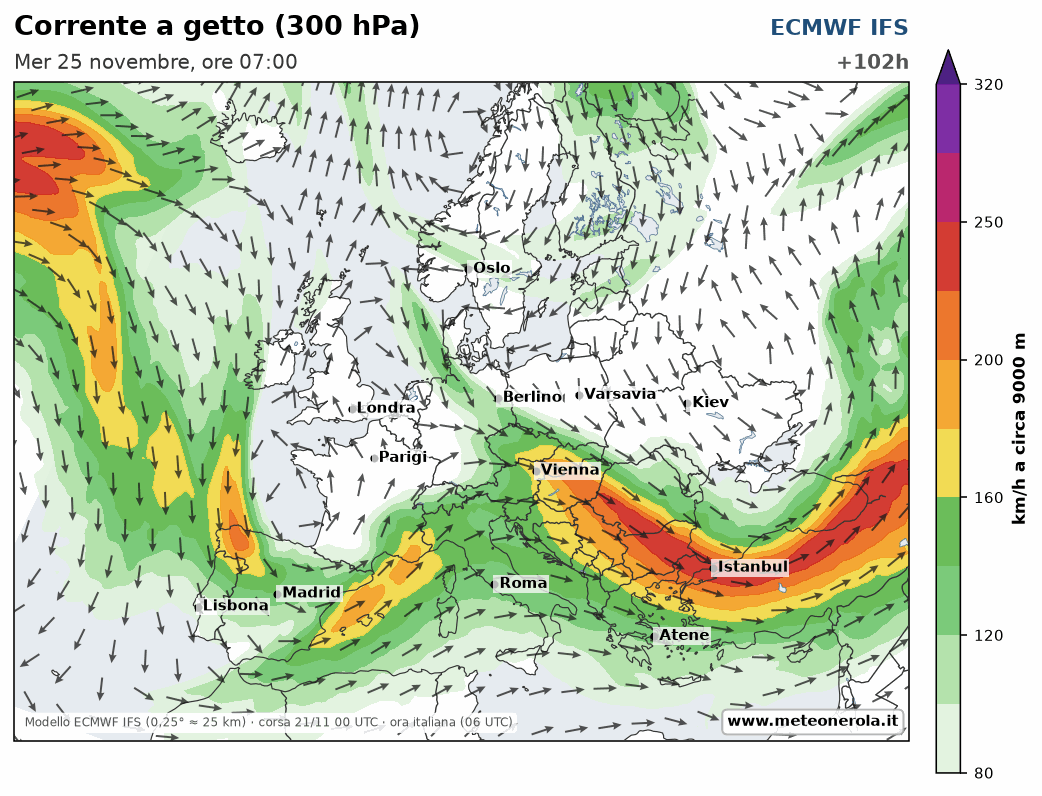 Corrente a getto (300 hPa)
ECMWF IFS
Mer 25 novembre, ore 07:00
+102h
320
250
200
160
120
80
km/h a circa 9000 m
Oslo
Berlino
Varsavia
Kiev
Londra
Parigi
Vienna
Istanbul
Roma
Madrid
Lisbona
Atene
Modello ECMWF IFS (0,25° ≈ 25 km) · corsa 21/11 00 UTC · ora italiana (06 UTC)
www.meteonerola.it